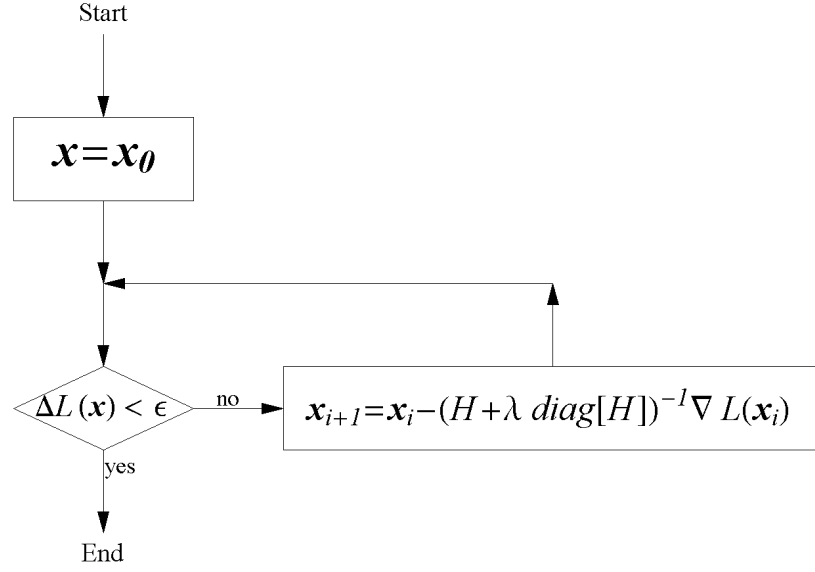 Start
x=x₀
ΔL (x) < ϵ
no
xᵢ₊₁=xᵢ−(H+λ diag[H])⁻¹∇ L(xᵢ)
yes
End